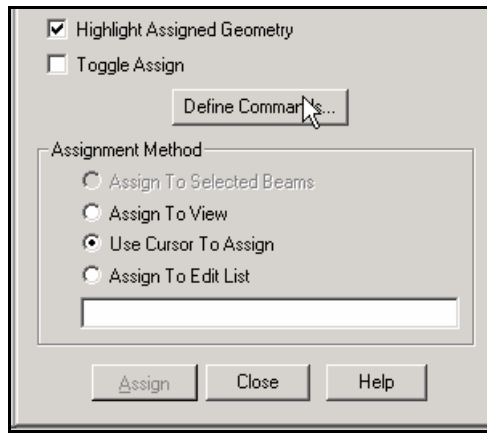 Highlight Assigned Geometry
Toggle Assign
Define Commands...
Assignment Method
Assign To Selected Beams
Assign To View
Use Cursor To Assign
Assign To Edit List
Assign Close Help